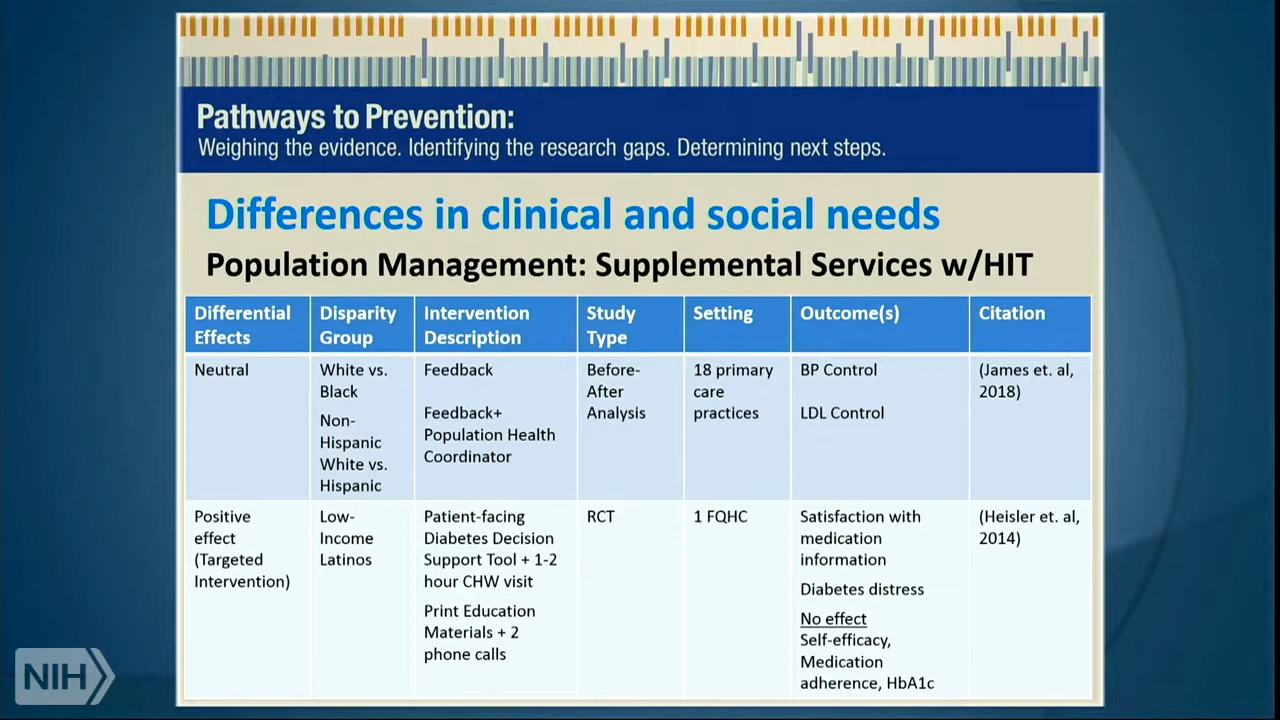 Pathways to Prevention:
Weighing the evidence. Identifying the research gaps. Determining next steps.
Differences in clinical and social needs
Population Management: Supplemental Services w/HIT
Differential Effects
Disparity Group
Intervention Description
Study Type
Setting
Outcome(s)
Citation
Neutral
White vs.
Black
Non-
Hispanic
White vs.
Hispanic
Feedback
Feedback+
Population Health
Coordinator
Before-
After
Analysis
18 primary
care
practices
BP Control
LDL Control
(James et. al,
2018)
Positive
effect
(Targeted
Intervention)
Low-
Income
Latinos
Patient-facing
Diabetes Decision
Support Tool + 1-2
hour CHW visit
Print Education
Materials + 2
phone calls
RCT
1 FQHC
Satisfaction with
medication
information
Diabetes distress
No effect
Self-efficacy,
Medication
adherence, HbA1c
(Heisler et. al,
2014)
NIH